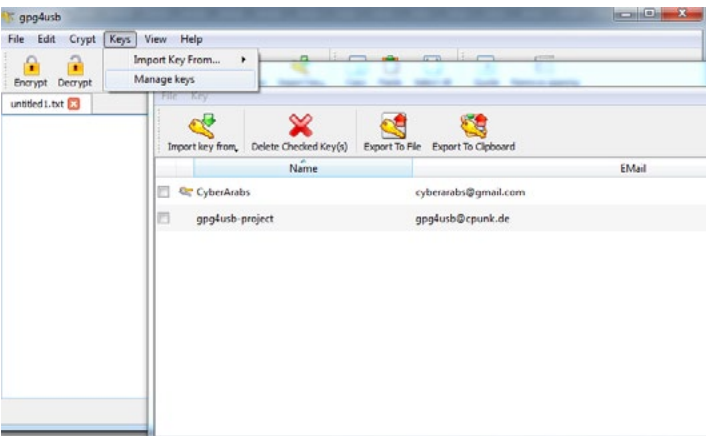 gpg4usb
File Edit Crypt Keys View Help
Import Key From...
Manage keys
Encrypt Decrypt
untitled1.txt
File Key
Import key from Delete Checked Key(s) Export To File Export To Clipboard
Name EMail
CyberArabs cyberarabs@gmail.com
gpg4usb-project gpg4usb@cpunk.de